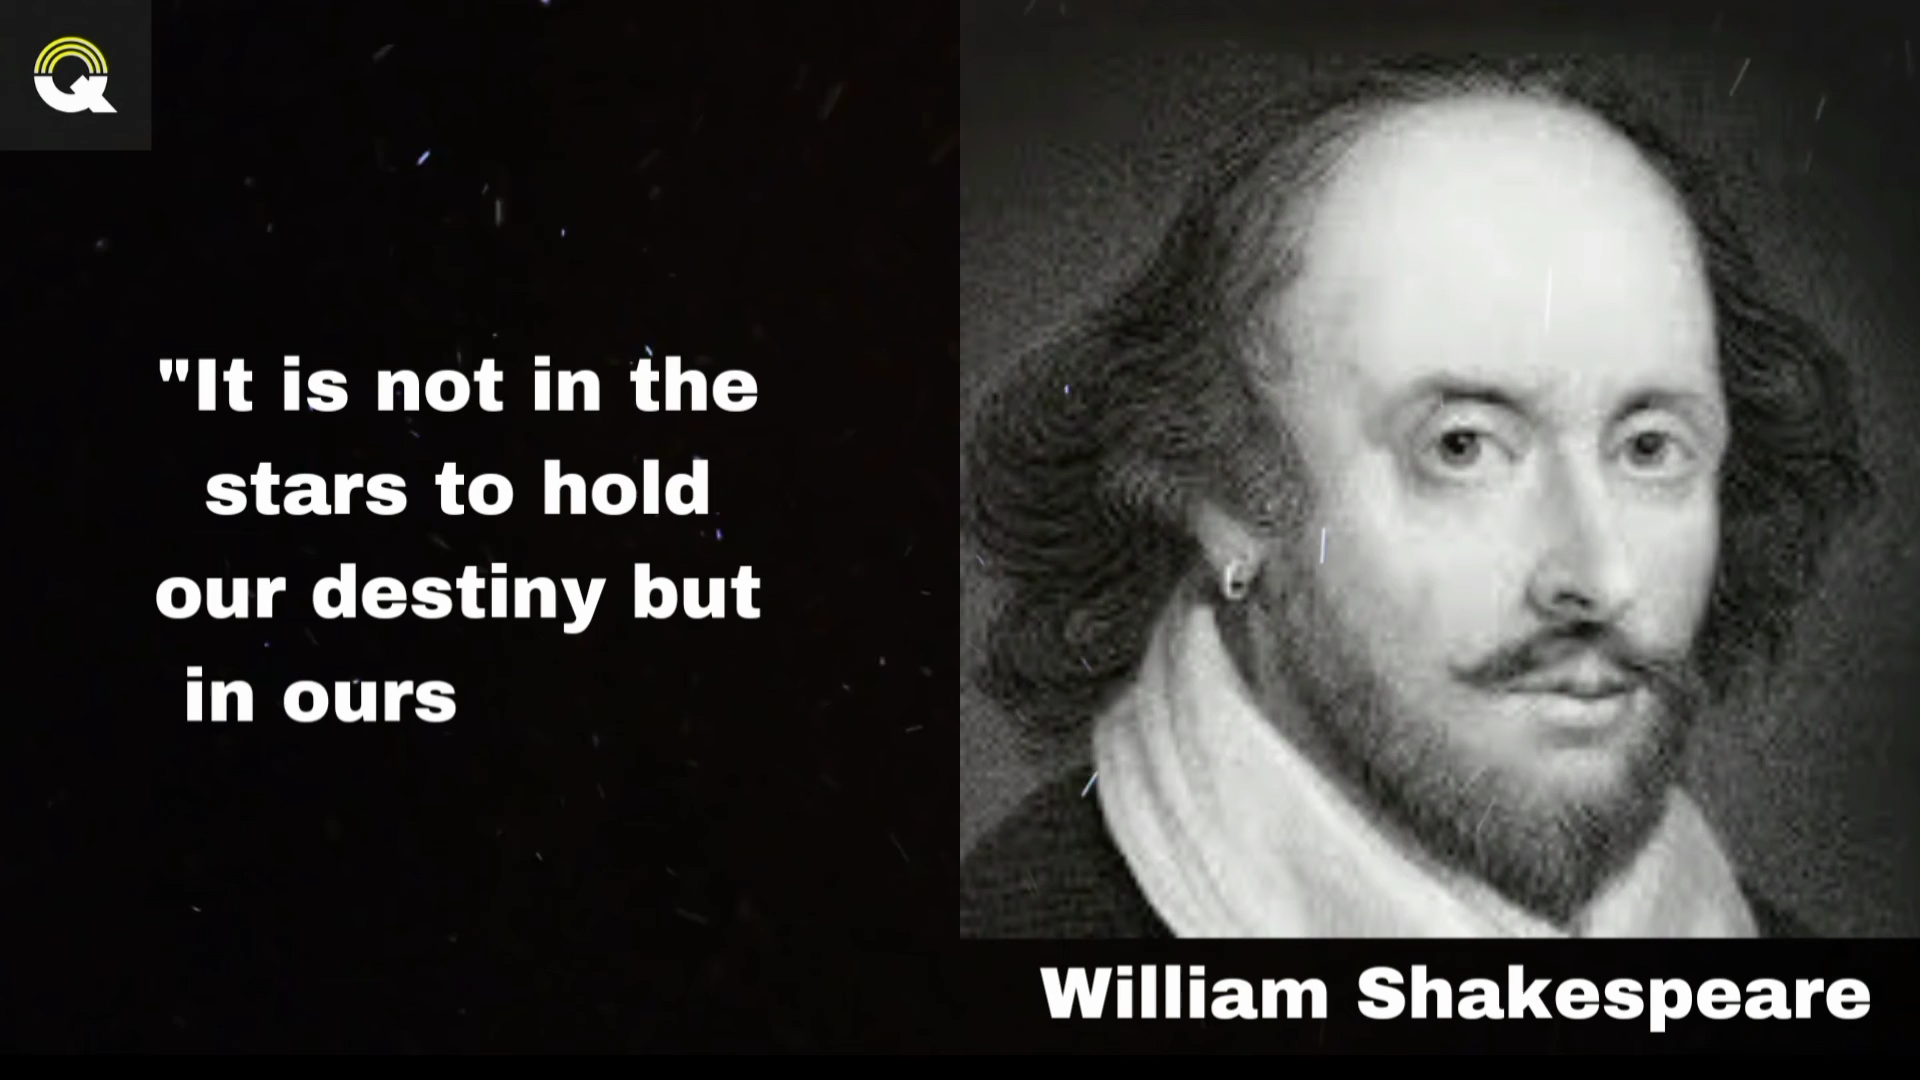 "It is not in the
stars to hold
our destiny but
in ours
William Shakespeare